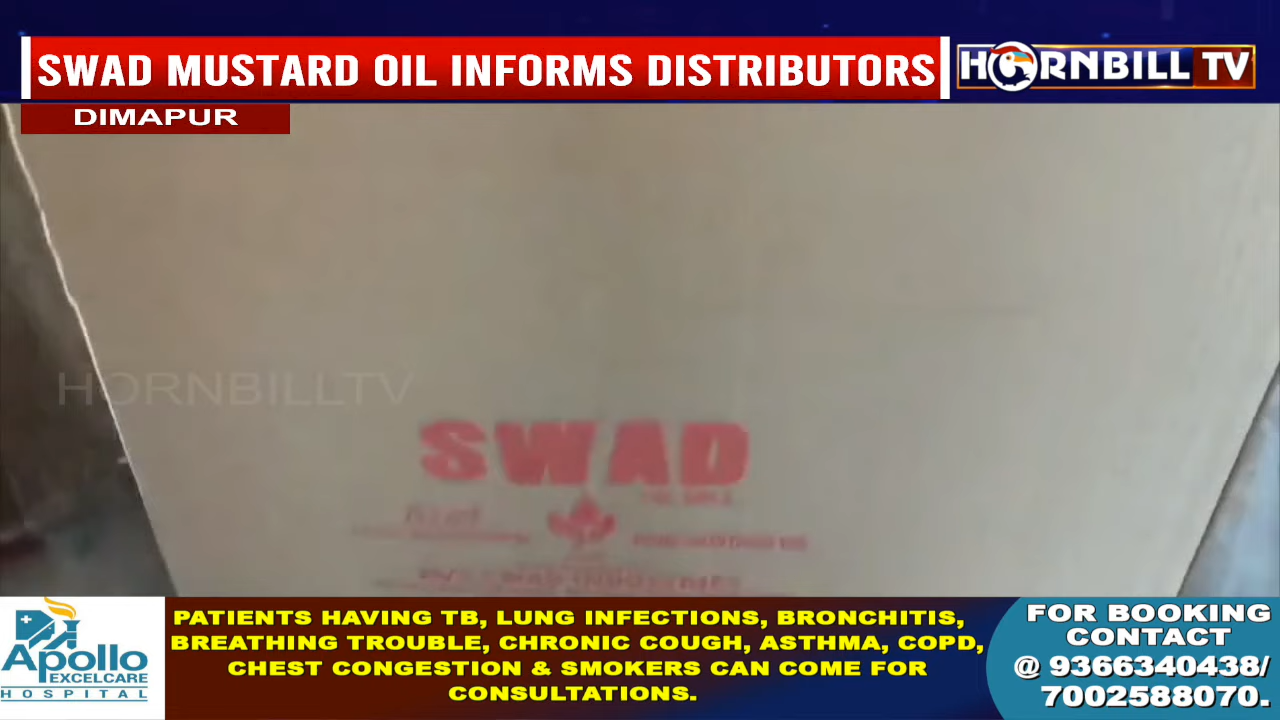 SWAD MUSTARD OIL INFORMS DISTRIBUTORS
HORNBILL TV
DIMAPUR
HORNBILLTV
SWAD
Apollo
EXCELCARE
HOSPITAL
PATIENTS HAVING TB, LUNG INFECTIONS, BRONCHITIS,
BREATHING TROUBLE, CHRONIC COUGH, ASTHMA, COPD,
CHEST CONGESTION & SMOKERS CAN COME FOR
CONSULTATIONS.
FOR BOOKING
CONTACT
@ 9366340438/
7002588070.